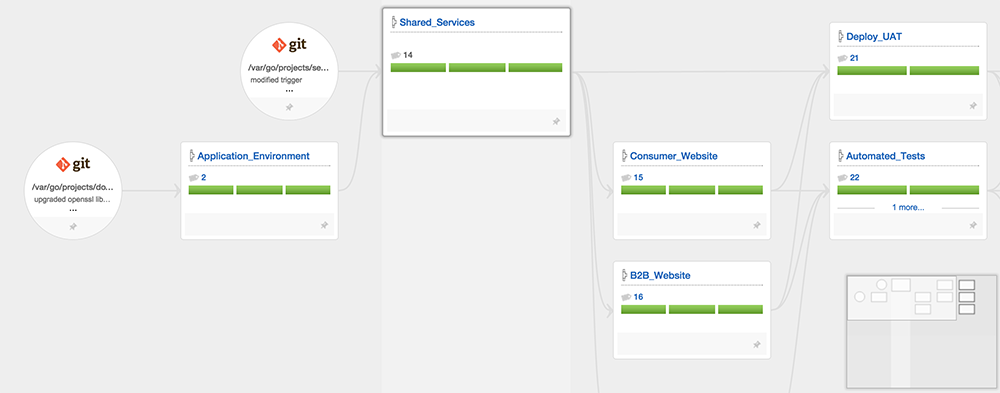 git
/var/go/projects/se...
modified trigger
...
git
/var/go/projects/do...
upgraded openssl lib...
...
Application_Environment
2
Shared_Services
14
Consumer_Website
15
B2B_Website
16
Deploy_UAT
21
Automated_Tests
22
1 more...